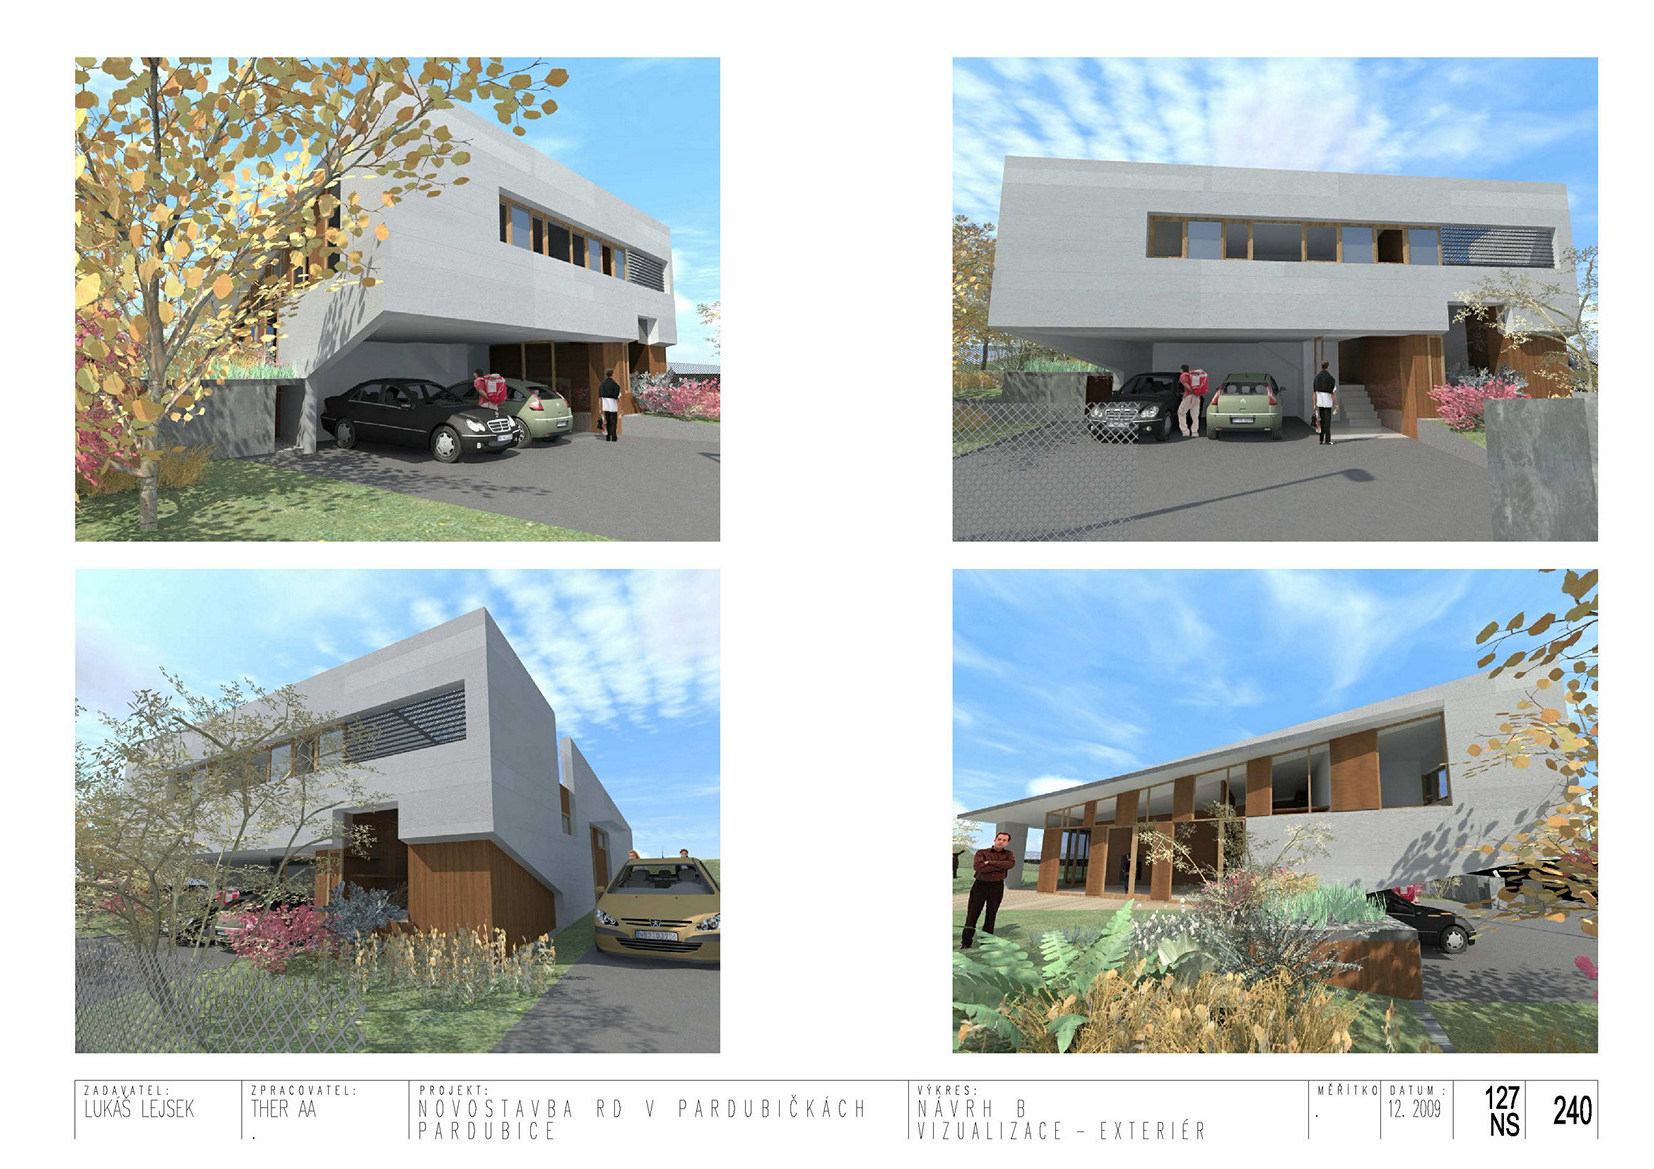 ZADAVATEL:
LUKÁŠ LEJSEK
ZPRACOVATEL:
THER AA
.
PROJEKT:
NOVOSTAVBA RD V PARDUBIČKÁCH
PARDUBICE
VÝKRES:
NÁVRH B
VIZUALIZACE – EXTERIÉR
MĚŘÍTKO
.
DATUM :
12. 2009
127
NS
240